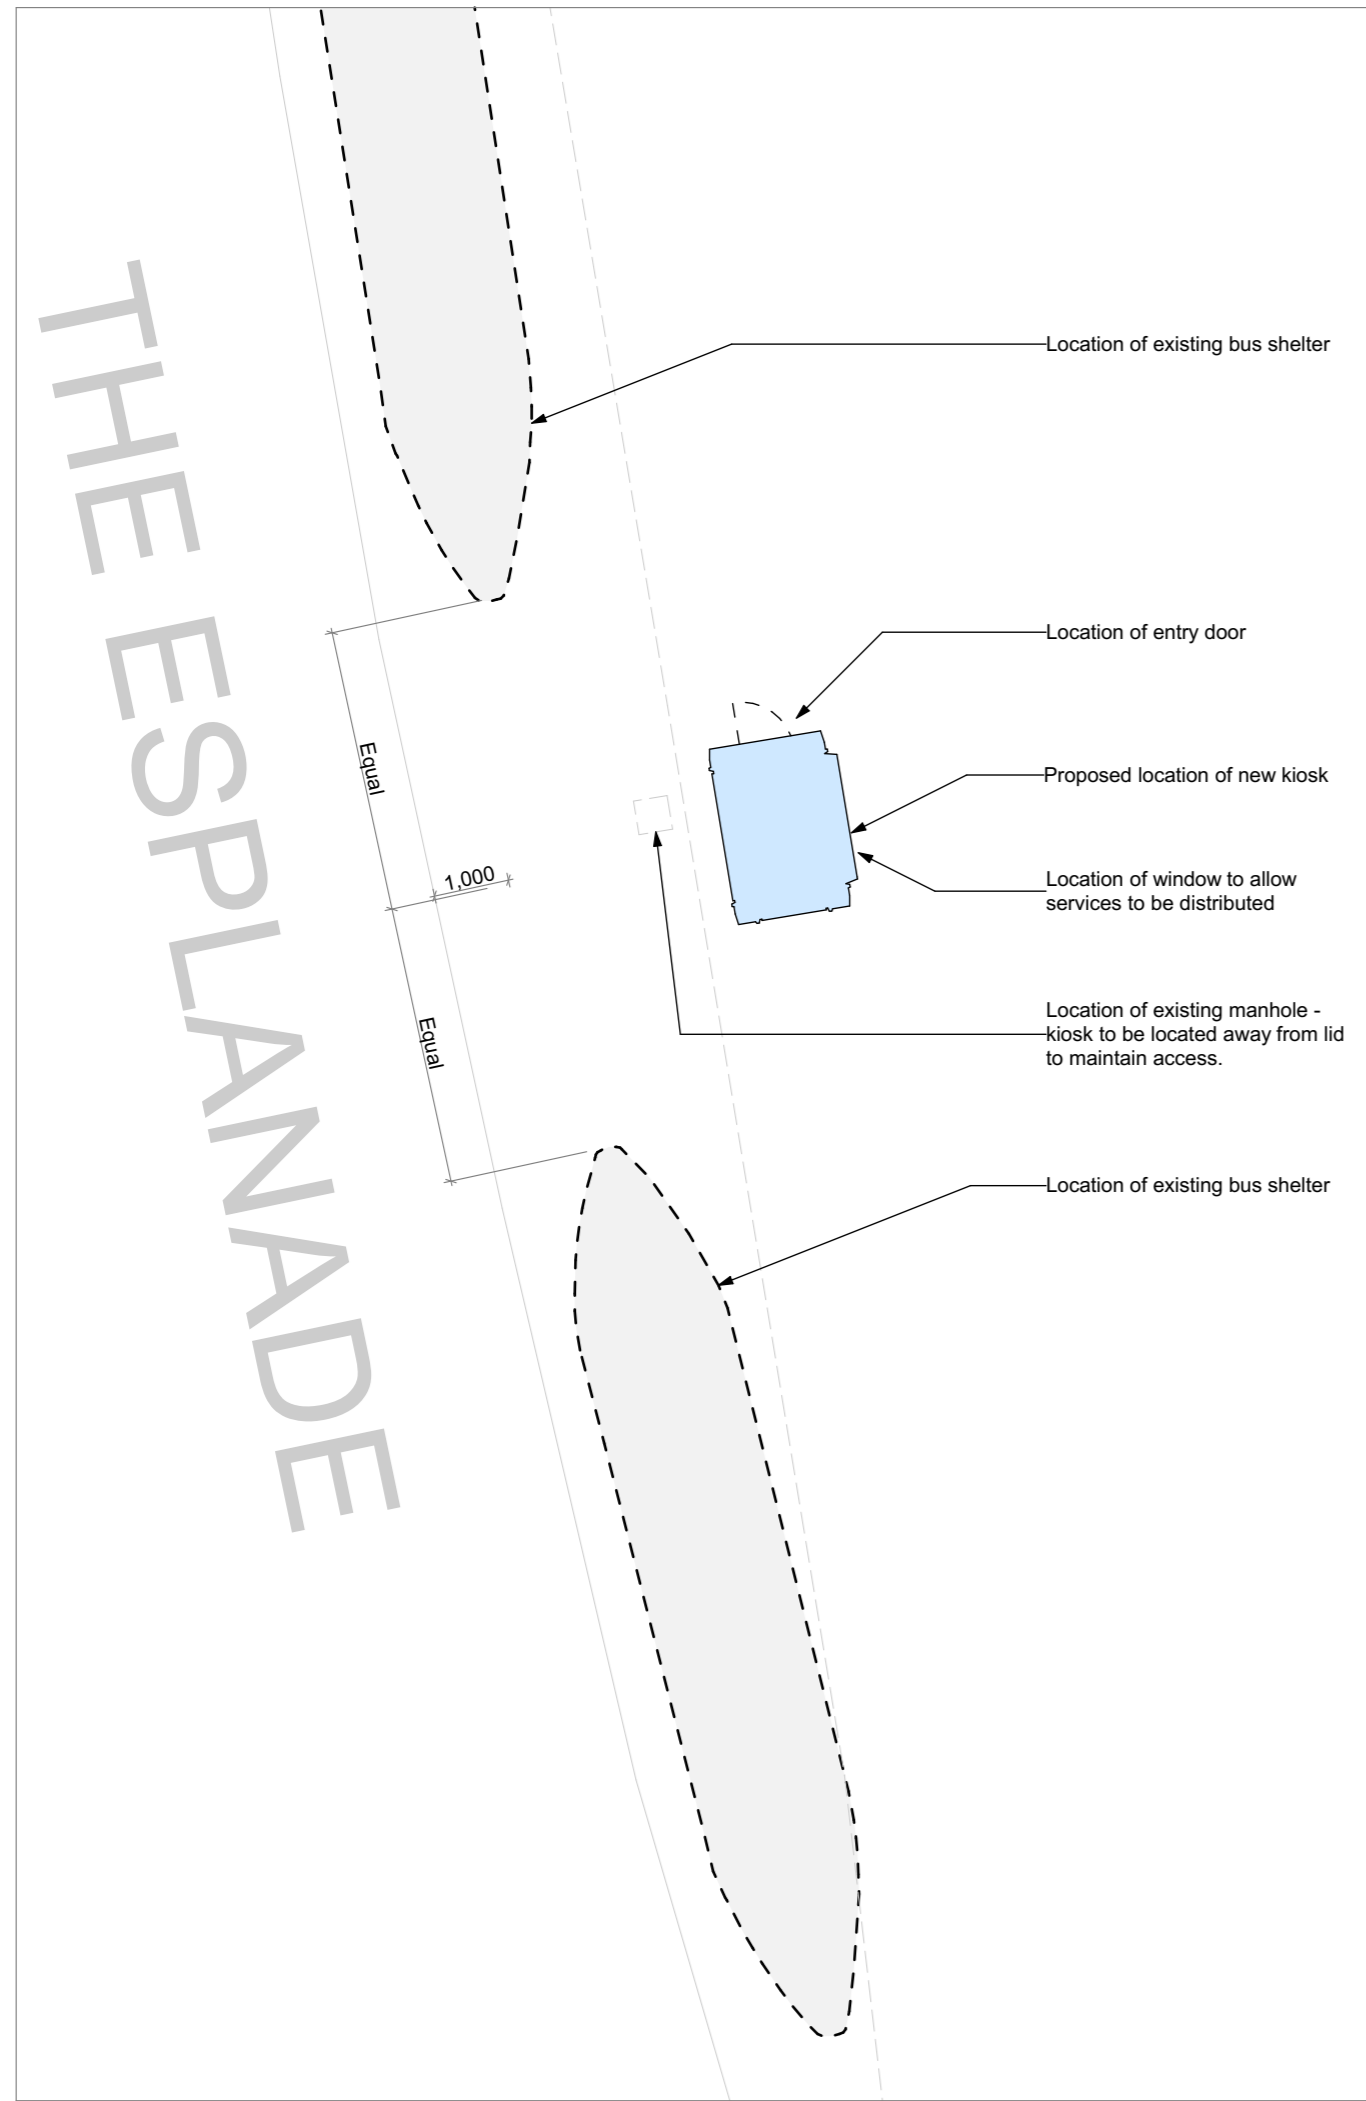 THE ESPLANADE
Location of existing bus shelter
Location of entry door
Equal
Proposed location of new kiosk
1,000
Location of window to allow
services to be distributed
Equal
Location of existing manhole -
kiosk to be located away from lid
to maintain access.
Location of existing bus shelter